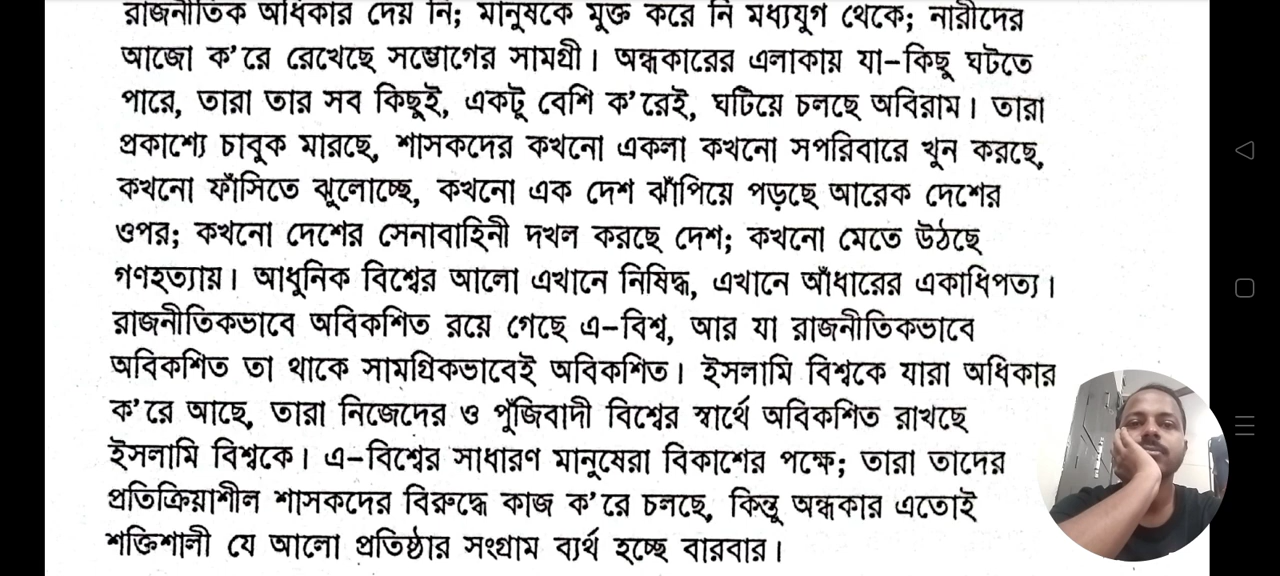 রাজনীতিক অধিকার দেয় নি; মানুষকে মুক্ত করে নি মধ্যযুগ থেকে; নারীদের
আজো ক'রে রেখেছে সম্ভোগের সামগ্রী। অন্ধকারের এলাকায় যা-কিছু ঘটতে
পারে, তারা তার সব কিছুই, একটু বেশি ক'রেই, ঘটিয়ে চলছে অবিরাম। তারা
প্রকাশ্যে চাবুক মারছে, শাসকদের কখনো একলা কখনো সপরিবারে খুন করছে,
কখনো ফাঁসিতে ঝুলোচ্ছে, কখনো এক দেশ ঝাঁপিয়ে পড়ছে আরেক দেশের
ওপর; কখনো দেশের সেনাবাহিনী দখল করছে দেশ; কখনো মেতে উঠছে
গণহত্যায়। আধুনিক বিশ্বের আলো এখানে নিষিদ্ধ, এখানে আঁধারের একাধিপত্য।
রাজনীতিকভাবে অবিকশিত রয়ে গেছে এ-বিশ্ব, আর যা রাজনীতিকভাবে
অবিকশিত তা থাকে সামগ্রিকভাবেই অবিকশিত। ইসলামি বিশ্বকে যারা অধিকার
ক'রে আছে, তারা নিজেদের ও পুঁজিবাদী বিশ্বের স্বার্থে অবিকশিত রাখছে
ইসলামি বিশ্বকে। এ-বিশ্বের সাধারণ মানুষেরা বিকাশের পক্ষে; তারা তাদের
প্রতিক্রিয়াশীল শাসকদের বিরুদ্ধে কাজ ক'রে চলছে, কিন্তু অন্ধকার এতোই
শক্তিশালী যে আলো প্রতিষ্ঠার সংগ্রাম ব্যর্থ হচ্ছে বারবার।